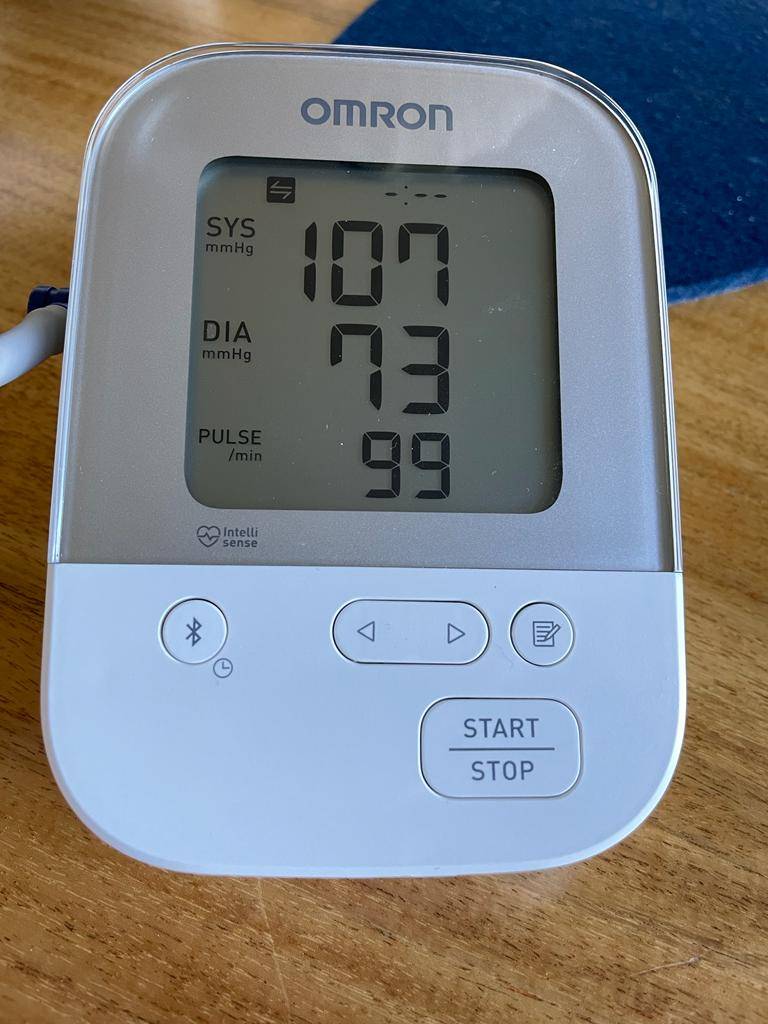 OMRON
-:--
SYS
mmHg
107
DIA
mmHg
73
PULSE
/min
99
Intelli
sense
START
STOP